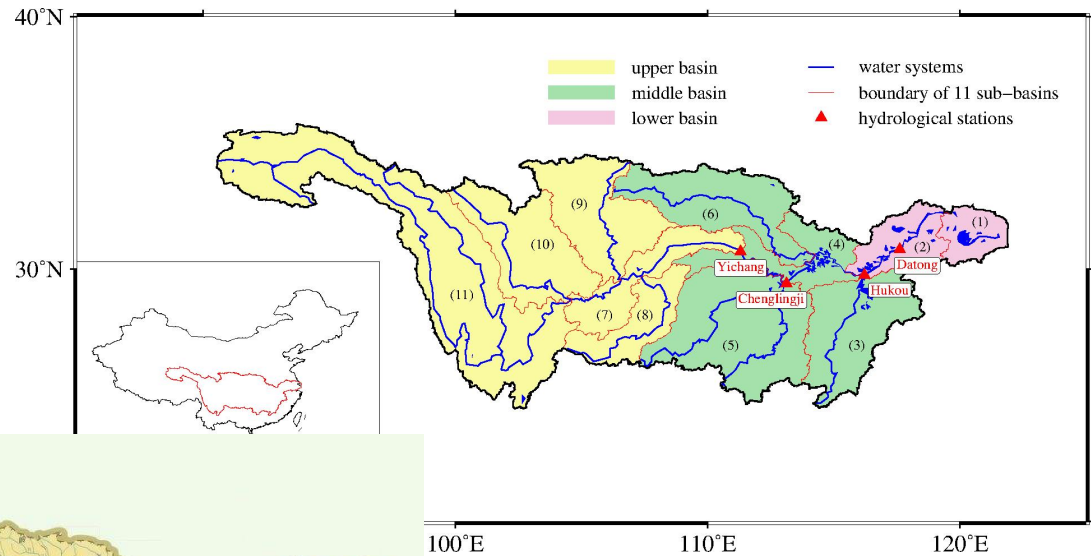 40°N
upper basin
water systems
middle basin
boundary of 11 sub−basins
lower basin
hydrological stations
(9)
(6)
(1)
(10)
(4)
(2)
30°N
Yichang
Datong
(11)
Chenglingji
Hukou
(7)
(8)
(5)
(3)
100°E
110°E
120°E